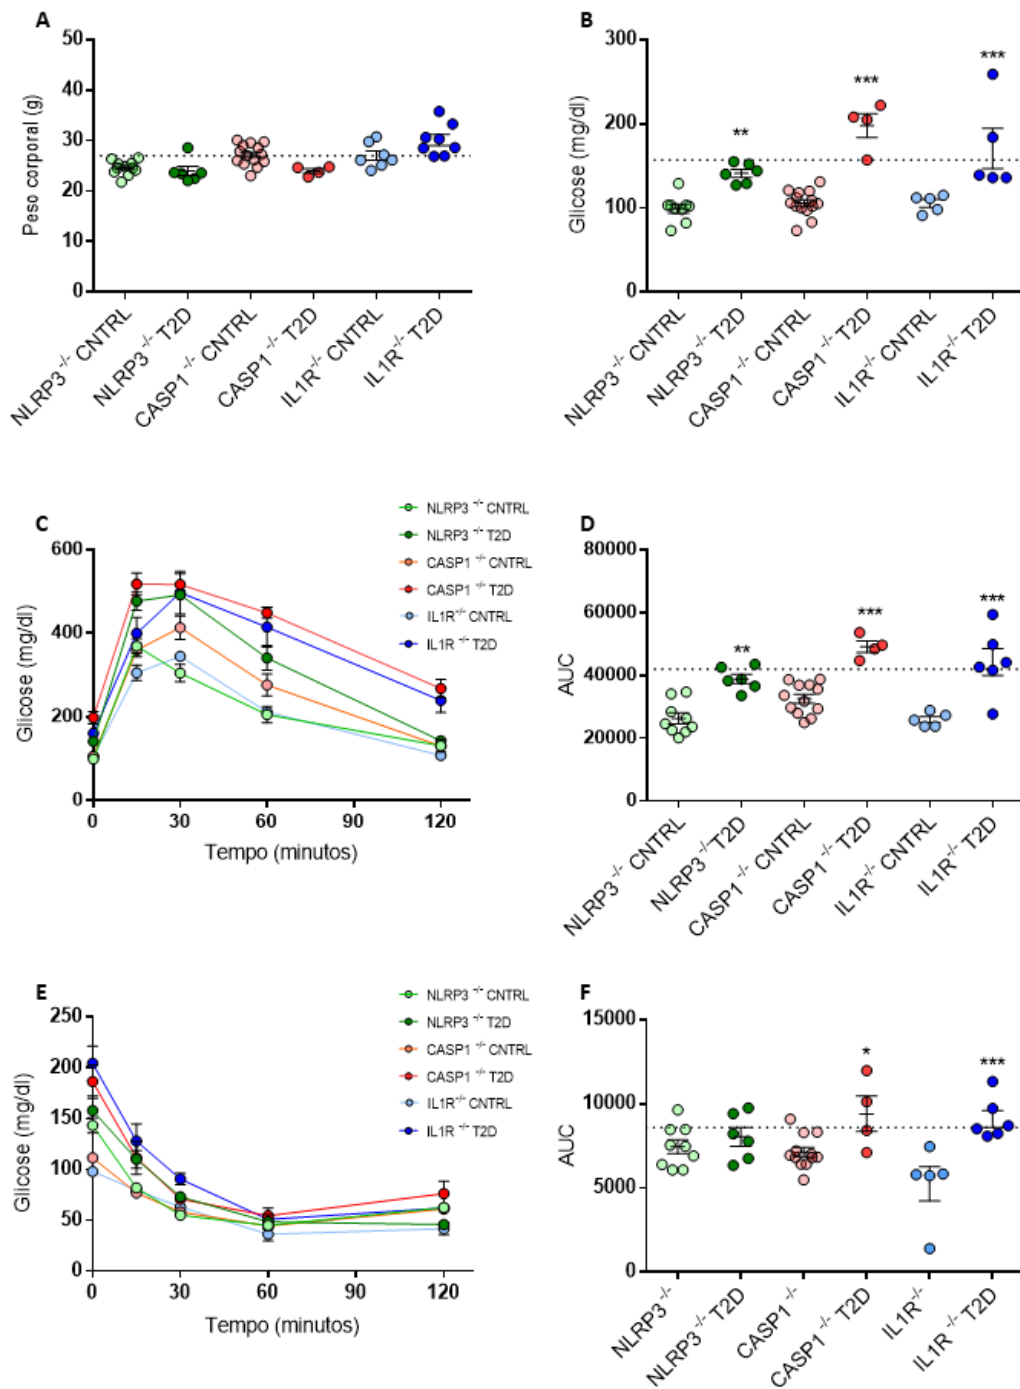 A
Peso corporal (g)
50
40
30
20
10
0
NLRP3 -/- CNTRL
NLRP3 -/- T2D
CASP1 -/- CNTRL
CASP1 -/- T2D
IL1R -/- CNTRL
IL1R -/- T2D
B
Glicose (mg/dl)
300
200
100
0
**
***
***
NLRP3 -/- CNTRL
NLRP3 -/- T2D
CASP1 -/- CNTRL
CASP1 -/- T2D
IL1R -/- CNTRL
IL1R -/- T2D
C
NLRP3 -/- CNTRL
NLRP3 -/- T2D
CASP1 -/- CNTRL
CASP1 -/- T2D
IL1R -/- CNTRL
IL1R -/- T2D
Glicose (mg/dl)
600
400
200
0
0 30 60 90 120
Tempo (minutos)
D
AUC
80000
60000
40000
20000
0
**
***
***
NLRP3 -/- CNTRL
NLRP3 -/- T2D
CASP1 -/- CNTRL
CASP1 -/- T2D
IL1R -/- CNTRL
IL1R -/- T2D
E
NLRP3 -/- CNTRL
NLRP3 -/- T2D
CASP1 -/- CNTRL
CASP1 -/- T2D
IL1R -/- CNTRL
IL1R -/- T2D
Glicose (mg/dl)
250
200
150
100
50
0
0 30 60 90 120
Tempo (minutos)
F
AUC
15000
10000
5000
0
*
***
NLRP3 -/-
NLRP3 -/- T2D
CASP1 -/-
CASP1 -/- T2D
IL1R -/-
IL1R -/- T2D